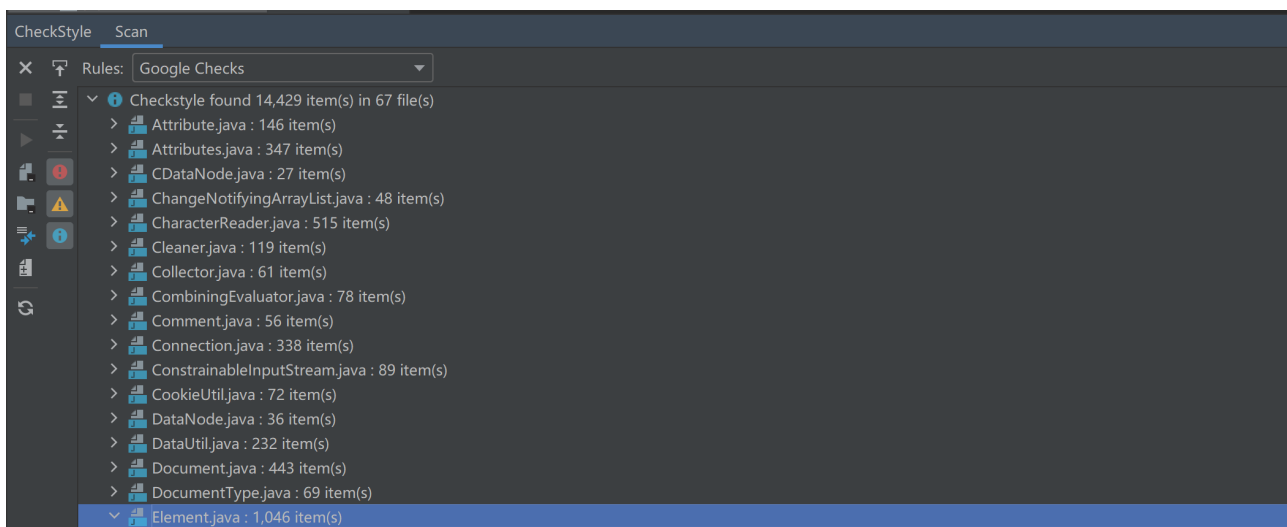 CheckStyle Scan
Rules: Google Checks
Checkstyle found 14,429 item(s) in 67 file(s)
Attribute.java : 146 item(s)
Attributes.java : 347 item(s)
CDataNode.java : 27 item(s)
ChangeNotifyingArrayList.java : 48 item(s)
CharacterReader.java : 515 item(s)
Cleaner.java : 119 item(s)
Collector.java : 61 item(s)
CombiningEvaluator.java : 78 item(s)
Comment.java : 56 item(s)
Connection.java : 338 item(s)
ConstrainableInputStream.java : 89 item(s)
CookieUtil.java : 72 item(s)
DataNode.java : 36 item(s)
DataUtil.java : 232 item(s)
Document.java : 443 item(s)
DocumentType.java : 69 item(s)
Element.java : 1,046 item(s)